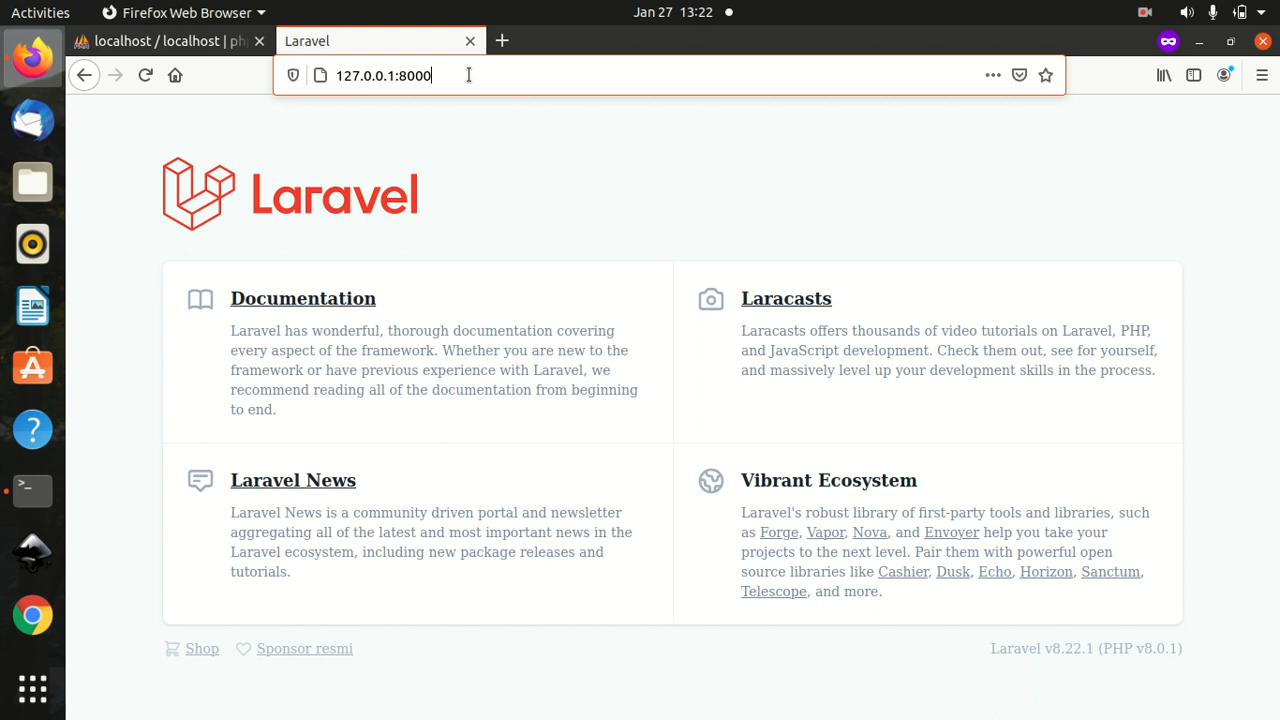 Activities
Firefox Web Browser
Jan 27 13:22
localhost / localhost | ph
Laravel
127.0.0.1:8000
Laravel
Documentation
Laravel has wonderful, thorough documentation covering
every aspect of the framework. Whether you are new to the
framework or have previous experience with Laravel, we
recommend reading all of the documentation from beginning
to end.
Laracasts
Laracasts offers thousands of video tutorials on Laravel, PHP,
and JavaScript development. Check them out, see for yourself,
and massively level up your development skills in the process.
Laravel News
Laravel News is a community driven portal and newsletter
aggregating all of the latest and most important news in the
Laravel ecosystem, including new package releases and
tutorials.
Vibrant Ecosystem
Laravel's robust library of first-party tools and libraries, such
as Forge, Vapor, Nova, and Envoyer help you take your
projects to the next level. Pair them with powerful open
source libraries like Cashier, Dusk, Echo, Horizon, Sanctum,
Telescope, and more.
Shop
Sponsor resmi
Laravel v8.22.1 (PHP v8.0.1)